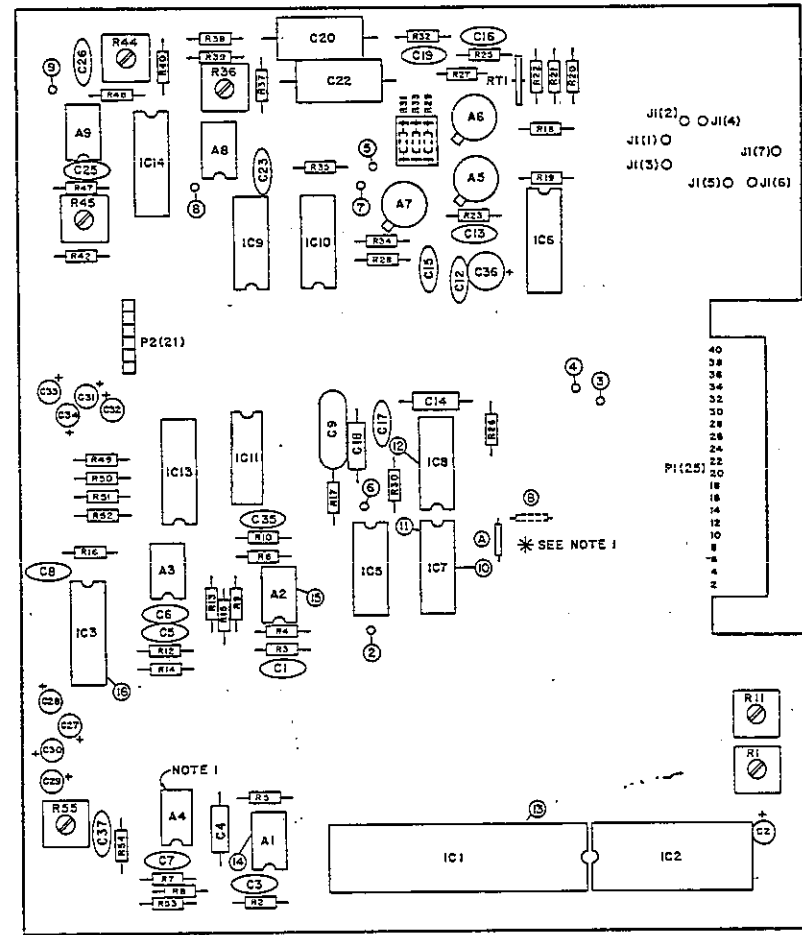 R44
C26
R40
R38
R39
C20
R32
C16
C19
R25
R36
R37
C22
R27
RT1
R22
R21
R20
9
R48
R31
R33
R29
A6
R18
J1(2)
J1(4)
J1(1)
J1(7)
J1(3)
J1(5)
J1(6)
A9
IC14
A8
C23
R35
5
C25
R47
8
7
A5
R19
R45
A7
R23
C13
IC9
IC10
IC6
R42
R34
R28
C15
C12
C36
+
P2(21)
40
38
36
34
32
30
28
26
24
22
20
18
16
14
12
10
8
6
4
2
P1(25)
4
3
C33
C31
C34
C32
C9
C18
C17
C14
R26
12
IC13
IC11
IC8
R49
R50
R51
R52
R17
6
R30
C35
R10
R6
11
IC5
IC7
10
A
B
* SEE NOTE 1
R16
C8
A3
A2
15
R13
R15
R9
C6
C5
IC3
R4
R3
R12
R14
C1
2
16
C28
C27
C30
C29
R11
R1
NOTE 1
R55
C37
R54
A4
C4
R5
14
A1
13
IC1
IC2
C2
+
C7
R7
R8
R53
C3
R2